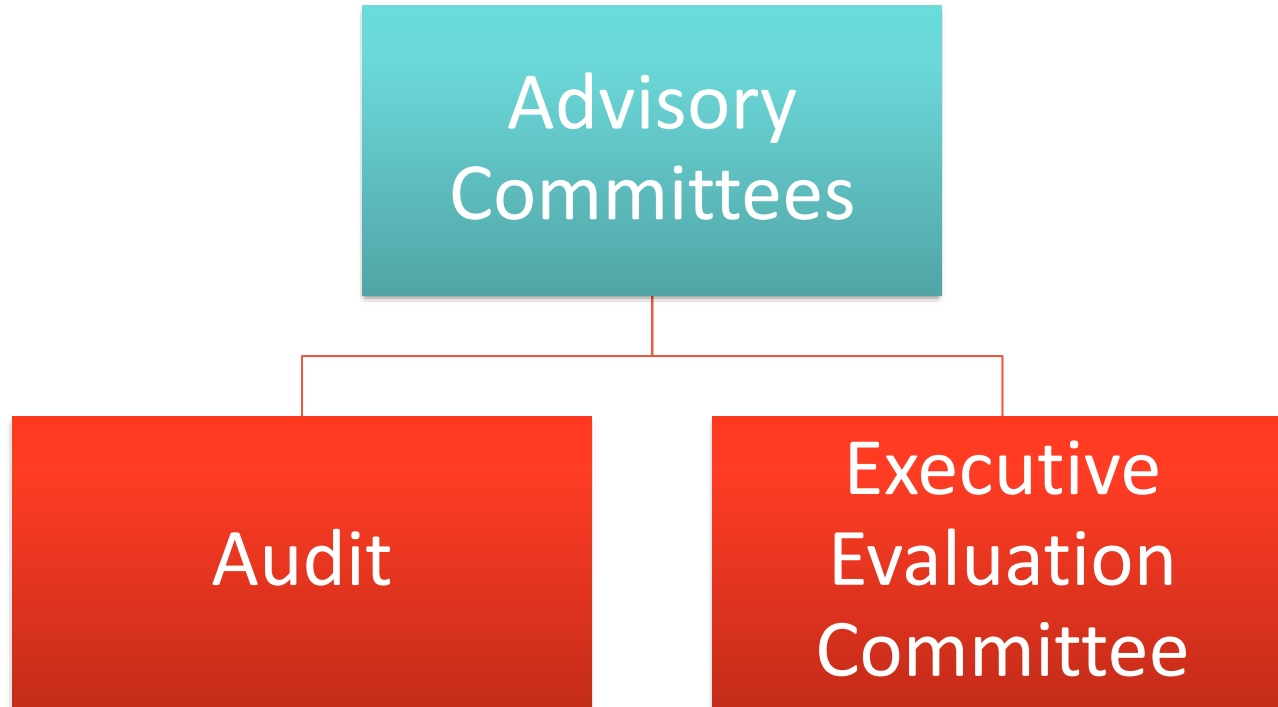 Advisory
Committees
Audit
Executive
Evaluation
Committee